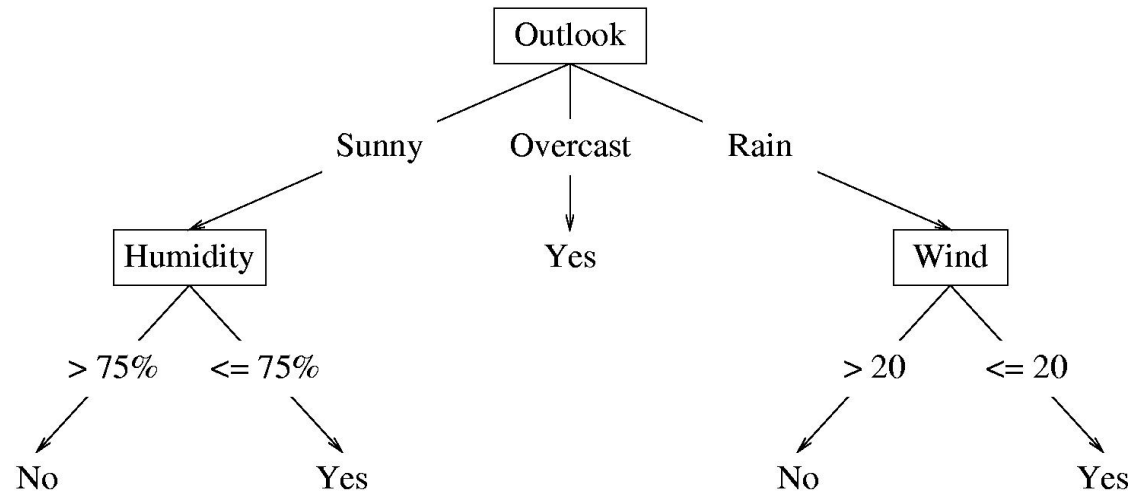 Outlook
Sunny Overcast Rain
Humidity Yes Wind
> 75% <= 75% > 20 <= 20
No Yes No Yes